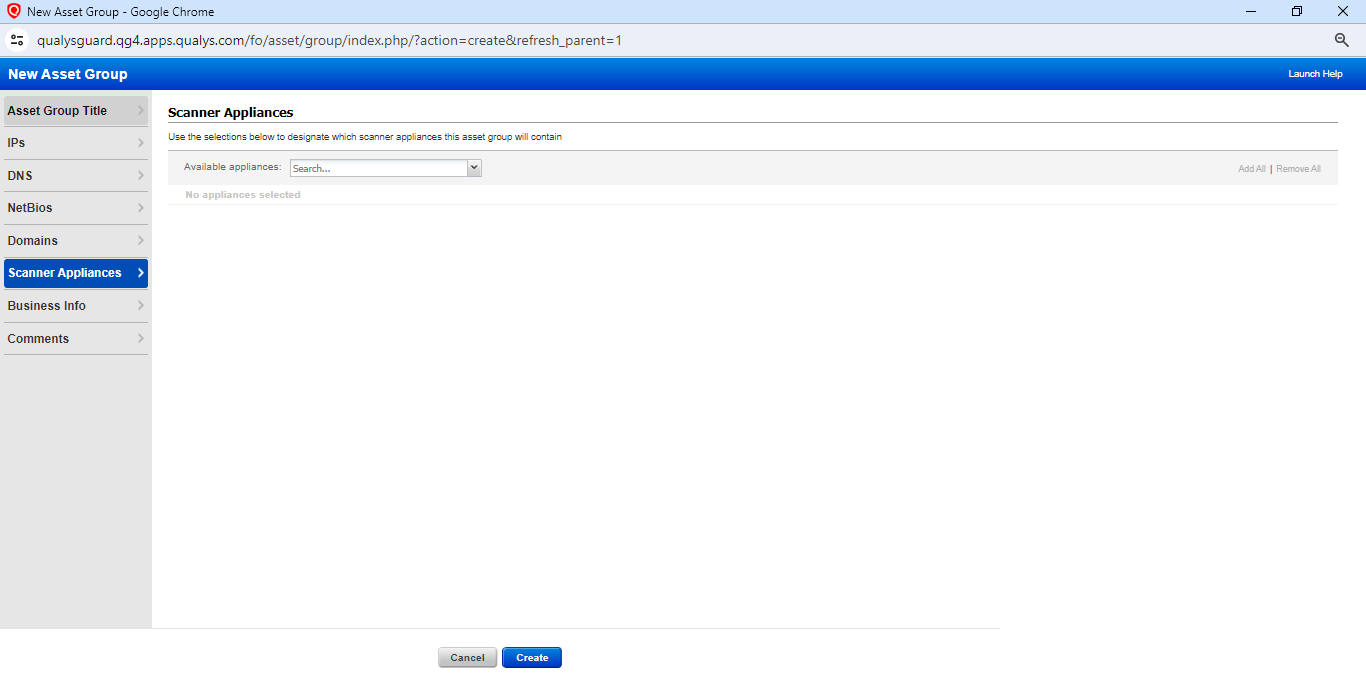 New Asset Group - Google Chrome
qualysguard.qg4.apps.qualys.com/fo/asset/group/index.php/?action=create&refresh_parent=1
New Asset Group
Launch Help
Asset Group Title
IPs
DNS
NetBios
Domains
Scanner Appliances
Business Info
Comments
Scanner Appliances
Use the selections below to designate which scanner appliances this asset group will contain
Available appliances: Search... Add All | Remove All
No appliances selected
Cancel Create